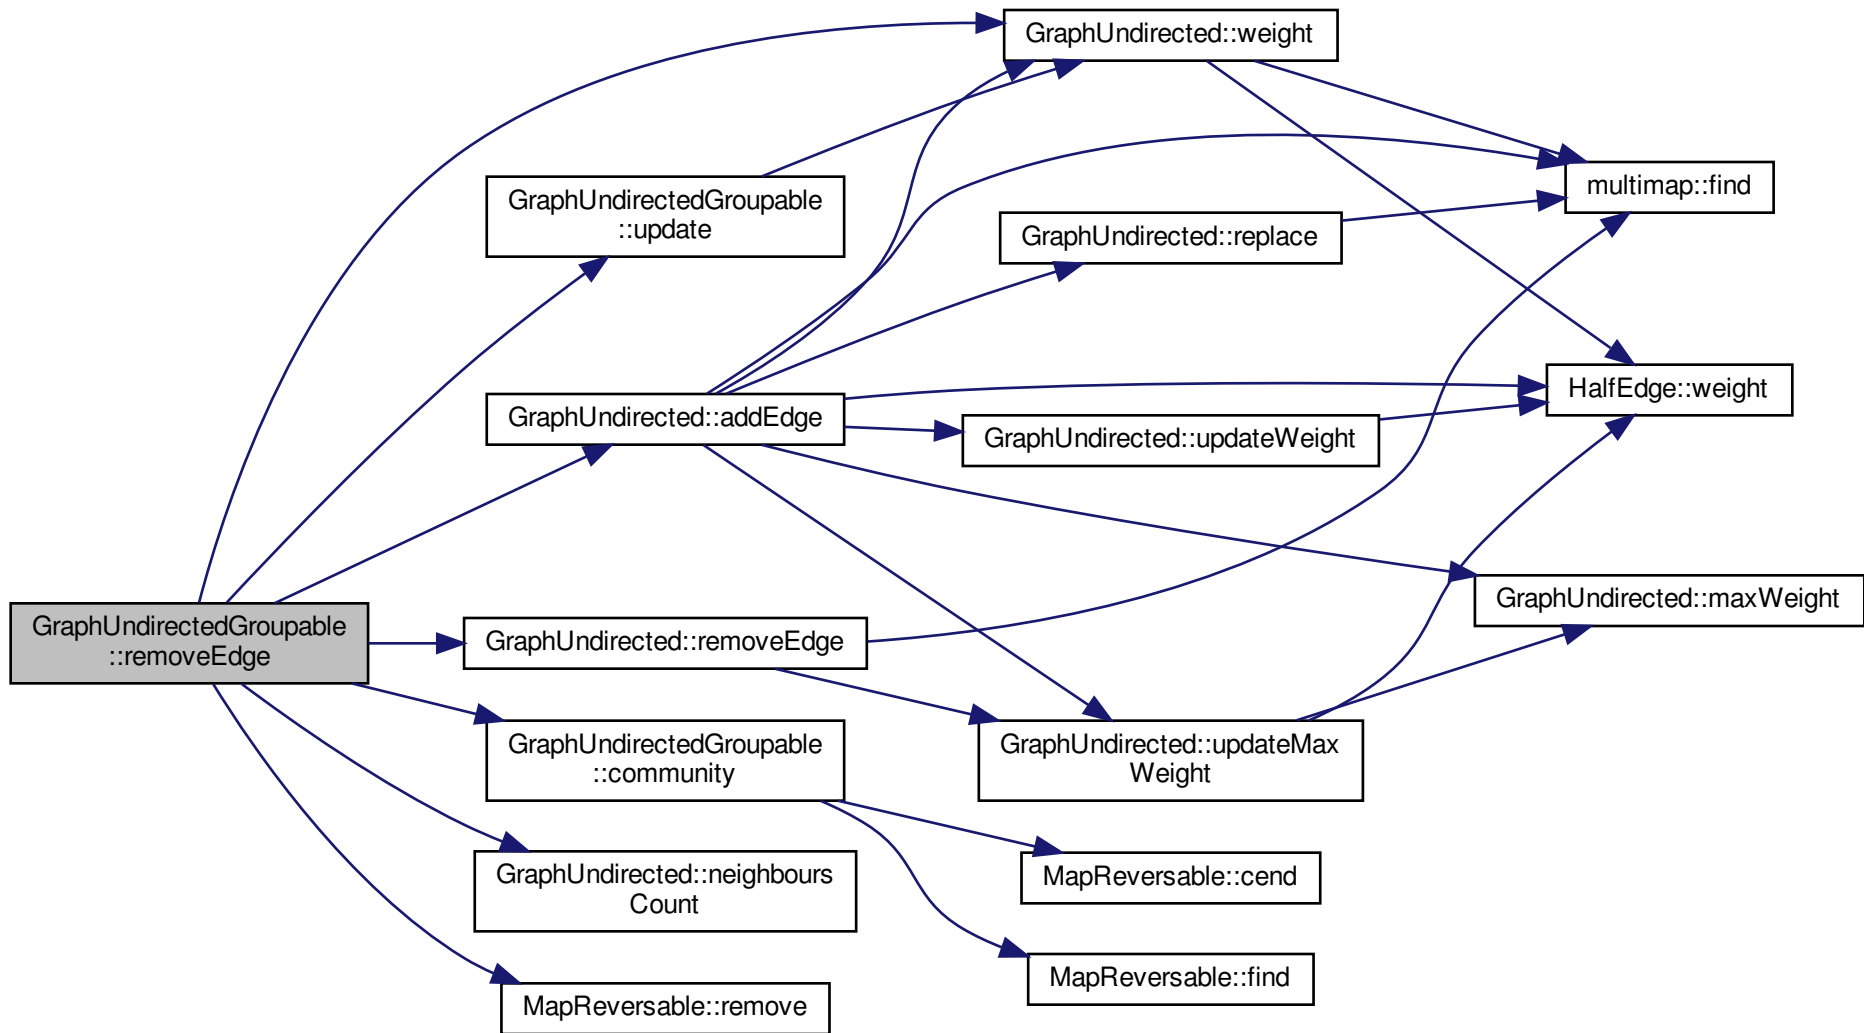 GraphUndirected::weight
multimap::find
GraphUndirectedGroupable
::update
GraphUndirected::replace
HalfEdge::weight
GraphUndirected::addEdge
GraphUndirected::updateWeight
GraphUndirected::maxWeight
GraphUndirectedGroupable
::removeEdge
GraphUndirected::removeEdge
GraphUndirectedGroupable
::community
GraphUndirected::updateMax
Weight
GraphUndirected::neighbours
Count
MapReversable::cend
MapReversable::find
MapReversable::remove